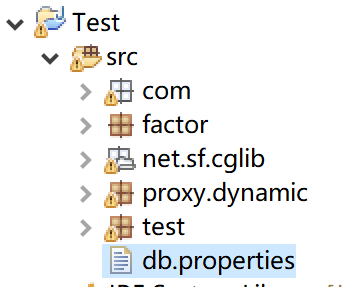 Test
src
com
factor
net.sf.cglib
proxy.dynamic
test
db.properties